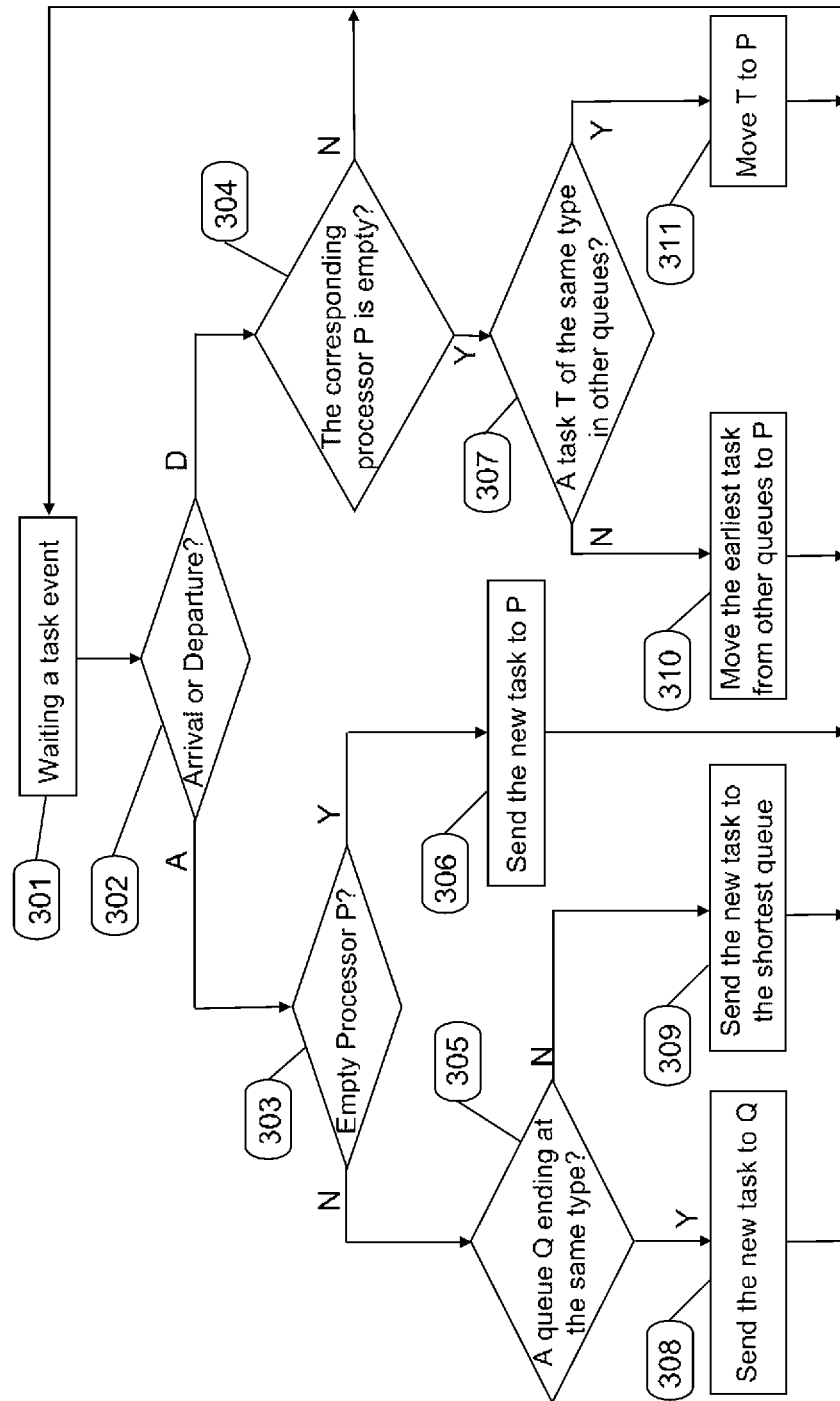 301
Waiting a task event
302
Arrival or Departure?
A
D
303
Empty Processor P?
304
The corresponding
processor P is empty?
N
Y
N
Y
305
A queue Q ending at
the same type?
306
Send the new task to P
307
A task T of the same type
in other queues?
Y
N
N
Y
308
Send the new task to Q
309
Send the new task to
the shortest queue
310
Move the earliest task
from other queues to P
311
Move T to P